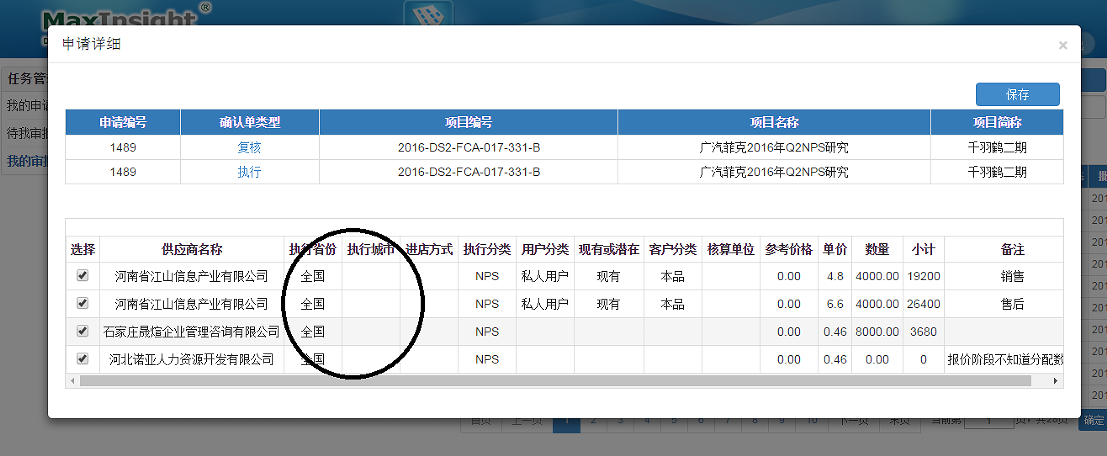 MaxInsight®
申请详细 ×
任务管
我的申请
待我审批
我的审批
保存
申请编号 确认单类型 项目编号 项目名称 项目简称
1489 复核 2016-DS2-FCA-017-331-B 广汽菲克2016年Q2NPS研究 千羽鹤二期
1489 执行 2016-DS2-FCA-017-331-B 广汽菲克2016年Q2NPS研究 千羽鹤二期
选择 供应商名称 执行省份 执行城市 进店方式 执行分类 用户分类 现有或潜在 客户分类 核算单位 参考价格 单价 数量 小计 备注
河南省江山信息产业有限公司 全国 NPS 私人用户 现有 本品 0.00 4.8 4000.00 19200 销售
河南省江山信息产业有限公司 全国 NPS 私人用户 现有 本品 0.00 6.6 4000.00 26400 售后
石家庄晟煊企业管理咨询有限公司 全国 NPS 0.00 0.46 8000.00 3680
河北诺亚人力资源开发有限公司 全国 NPS 0.00 0.46 0.00 0 报价阶段不知道分配数
首页 上一页 1 2 3 4 5 6 7 8 9 10 下一页 末页 当前第 1 页，共28页 确定